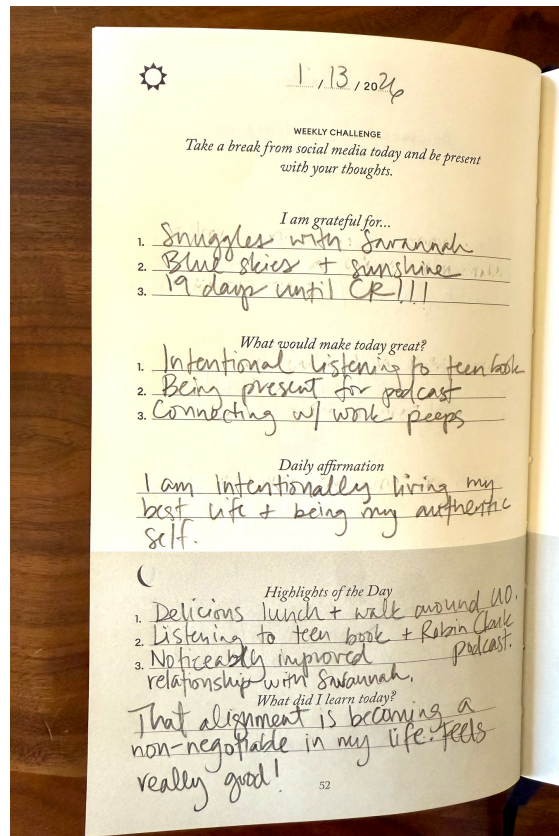 1 / 13 / 2026
WEEKLY CHALLENGE
Take a break from social media today and be present
with your thoughts.
I am grateful for...
1. Snuggles with Savannah
2. Blue skies + sunshine
3. 19 days until CR!!!
What would make today great?
1. Intentional listening to teen book
2. Being present for podcast
3. Connecting w/ work peeps
Daily affirmation
I am intentionally living my
best life + being my authentic
self.
Highlights of the Day
1. Delicious lunch + walk around UO.
2. Listening to teen book + Robin Clark
podcast.
3. Noticeably improved
relationship with Savannah.
What did I learn today?
That alignment is becoming a
non-negotiable in my life. Feels
really good!
52